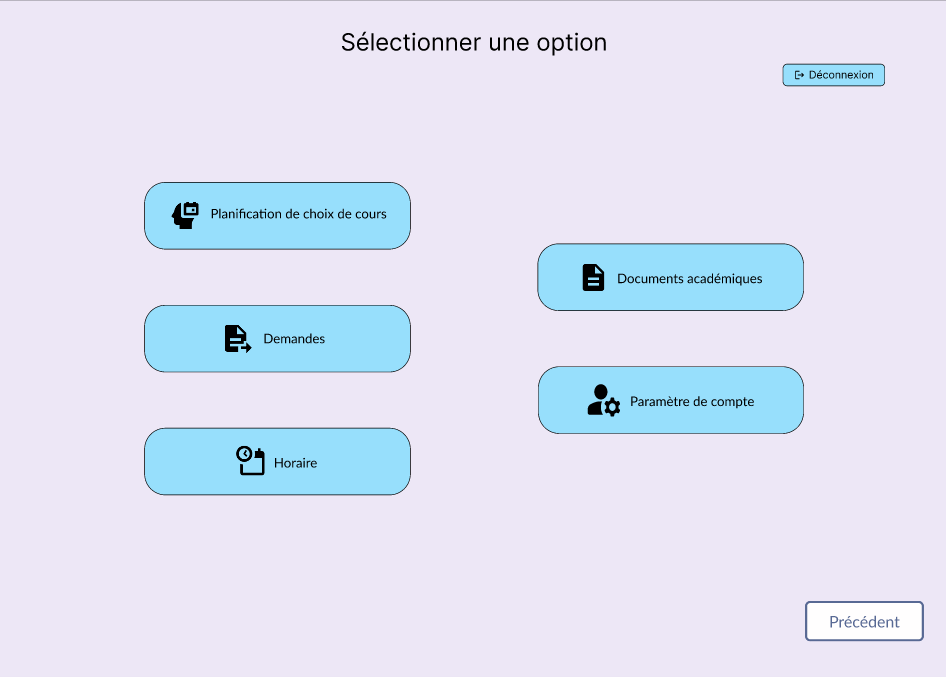 Sélectionner une option
Déconnexion
Planification de choix de cours
Documents académiques
Demandes
Paramètre de compte
Horaire
Précédent